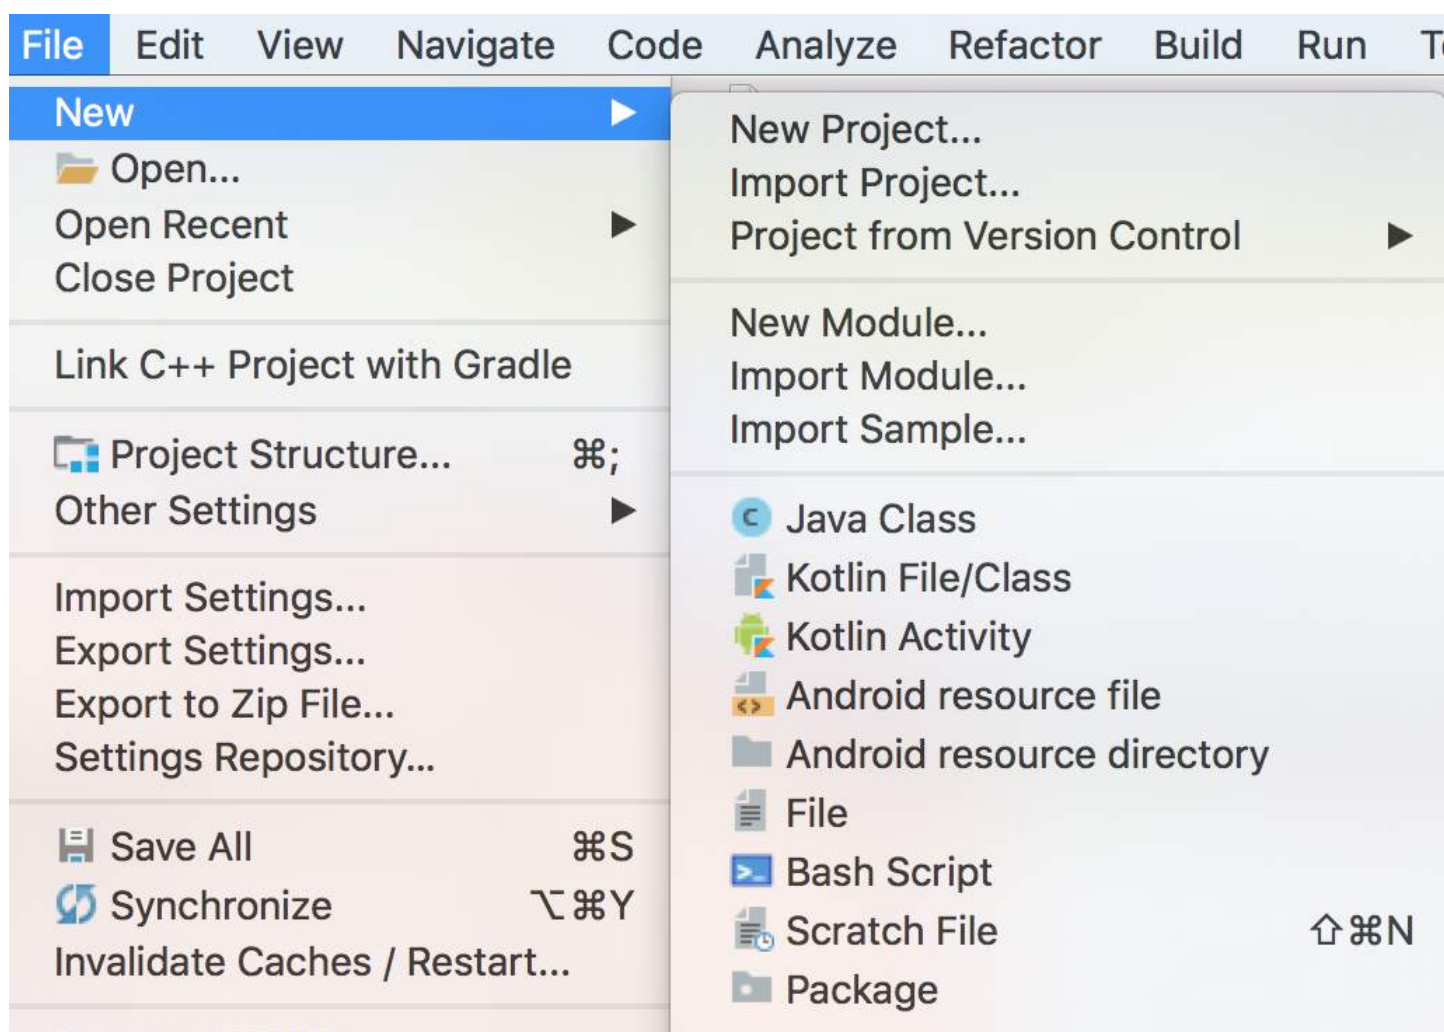 File Edit View Navigate Code Analyze Refactor Build Run
New
Open...
Open Recent
Close Project
Link C++ Project with Gradle
Project Structure... ⌘;
Other Settings
Import Settings...
Export Settings...
Export to Zip File...
Settings Repository...
Save All ⌘S
Synchronize ⌥⌘Y
Invalidate Caches / Restart...
New Project...
Import Project...
Project from Version Control
New Module...
Import Module...
Import Sample...
Java Class
Kotlin File/Class
Kotlin Activity
Android resource file
Android resource directory
File
Bash Script
Scratch File ⇧⌘N
Package